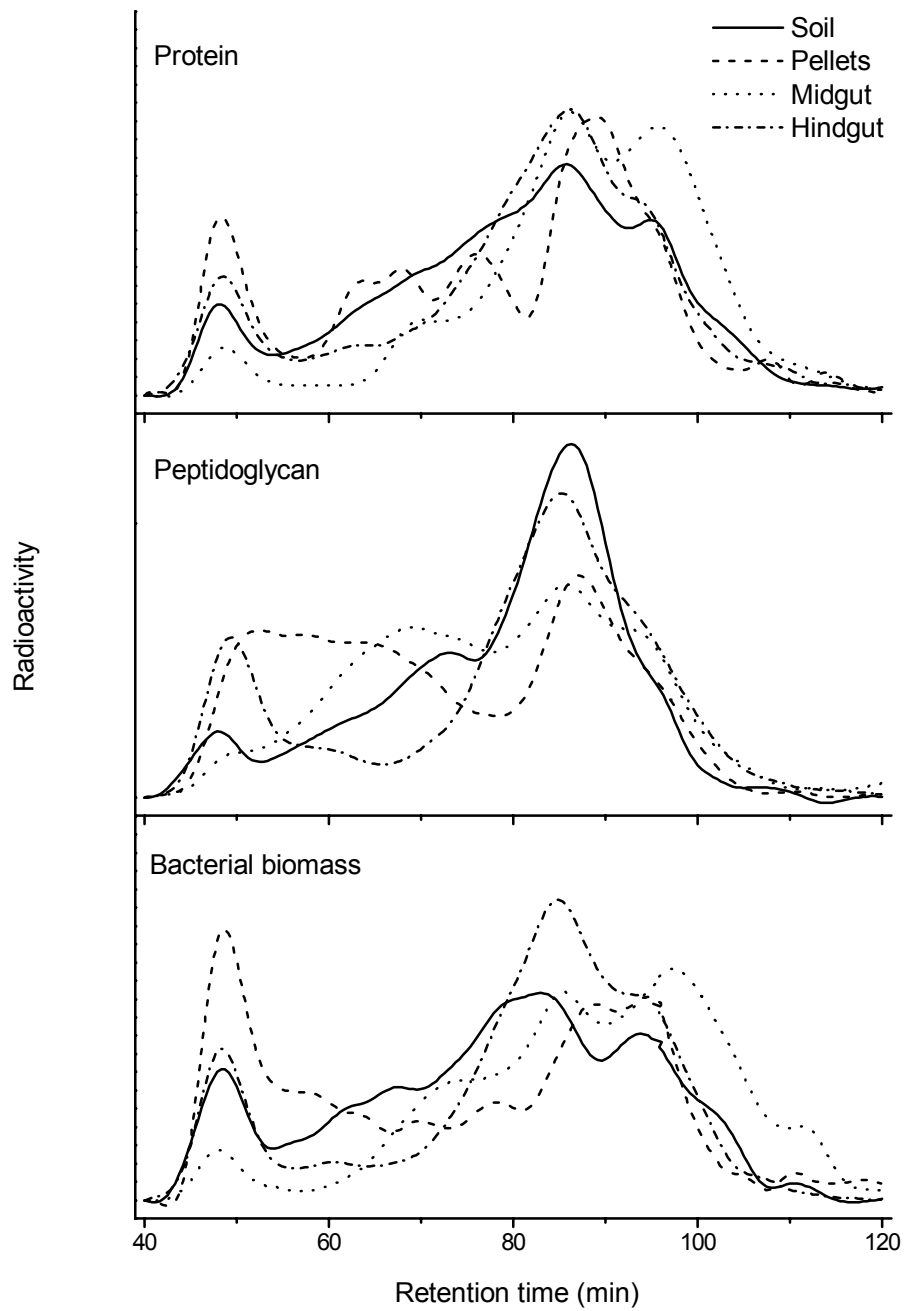 Protein
Soil
Pellets
Midgut
Hindgut
Peptidoglycan
Radioactivity
Bacterial biomass
40 60 80 100 120
Retention time (min)